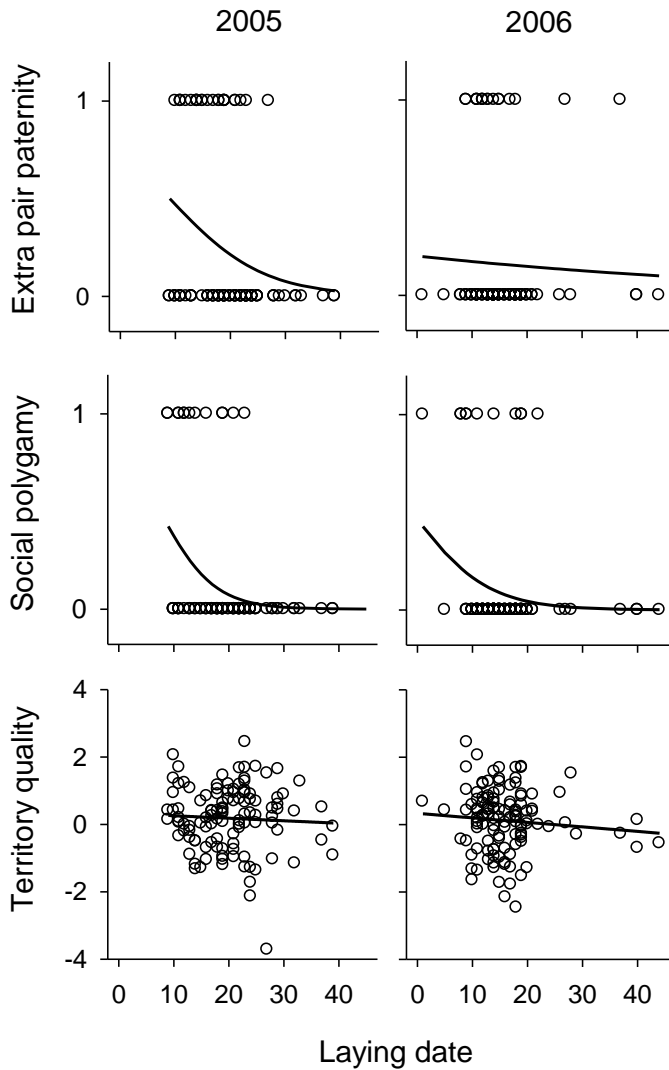 2005 2006
Extra pair paternity
1
0
Social polygamy
1
0
Territory quality
4
2
0
-2
-4
0 10 20 30 40 0 10 20 30 40
Laying date